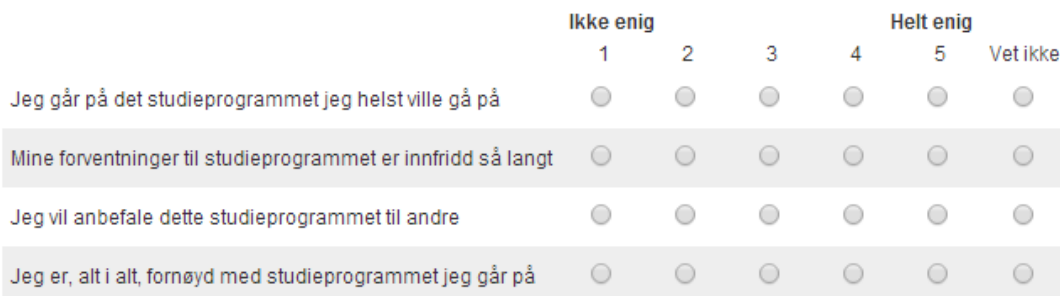 Ikke enig Helt enig
1 2 3 4 5 Vet ikke
Jeg går på det studieprogrammet jeg helst ville gå på
Mine forventninger til studieprogrammet er innfridd så langt
Jeg vil anbefale dette studieprogrammet til andre
Jeg er, alt i alt, fornøyd med studieprogrammet jeg går på